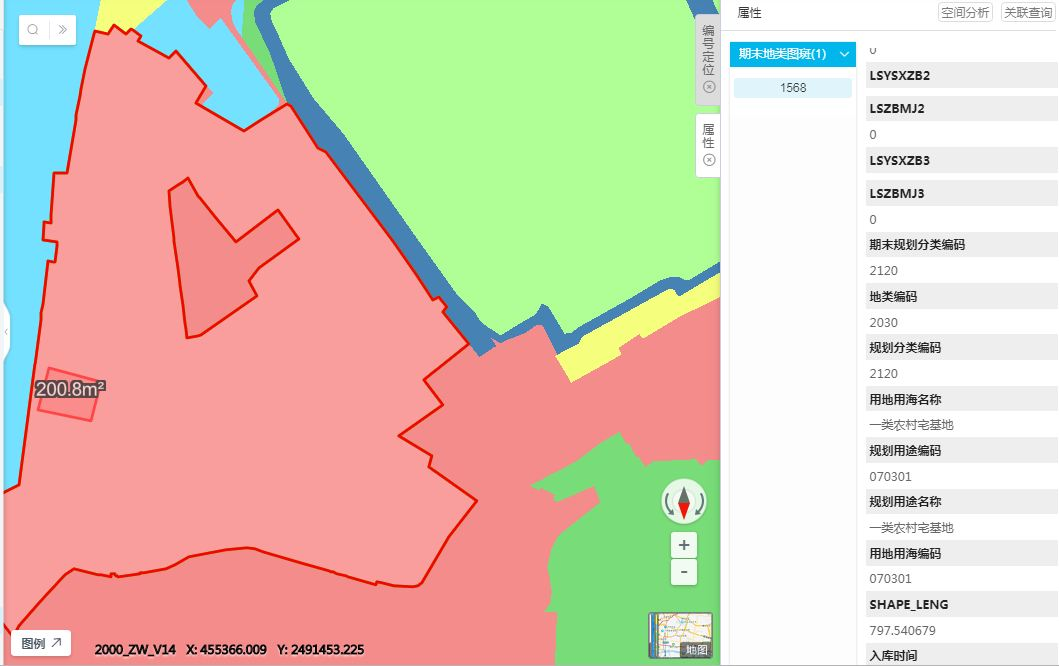 200.8m²
图例
2000_ZW_V14 X: 455366.009 Y: 2491453.225
编号定位
属性
+
-
地图
属性
空间分析
关联查询
期末地类图斑(1)
1568
0
LSYSXZB2
LSZBMJ2
0
LSYSXZB3
LSZBMJ3
0
期末规划分类编码
2120
地类编码
2030
规划分类编码
2120
用地用海名称
一类农村宅基地
规划用途编码
070301
规划用途名称
一类农村宅基地
用地用海编码
070301
SHAPE_LENG
797.540679
入库时间